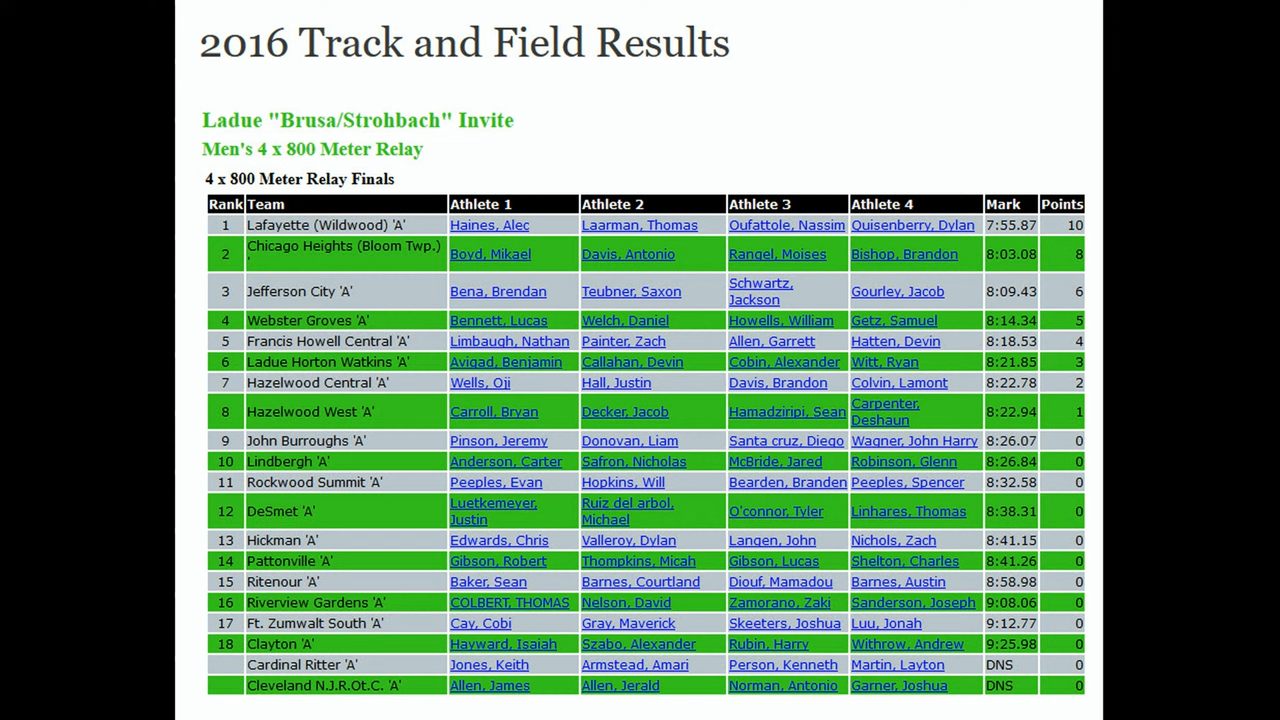 2016 Track and Field Results
Ladue "Brusa/Strohbach" Invite
Men's 4 x 800 Meter Relay
4 x 800 Meter Relay Finals
Rank Team Athlete 1 Athlete 2 Athlete 3 Athlete 4 Mark Points
1 Lafayette (Wildwood) 'A' Haines, Alec Laarman, Thomas Oufattole, Nassim Quisenberry, Dylan 7:55.87 10
2 Chicago Heights (Bloom Twp.) ' Boyd, Mikael Davis, Antonio Rangel, Moises Bishop, Brandon 8:03.08 8
3 Jefferson City 'A' Bena, Brendan Teubner, Saxon Schwartz, Jackson Gourley, Jacob 8:09.43 6
4 Webster Groves 'A' Bennett, Lucas Welch, Daniel Howells, William Getz, Samuel 8:14.34 5
5 Francis Howell Central 'A' Limbaugh, Nathan Painter, Zach Allen, Garrett Hatten, Devin 8:18.53 4
6 Ladue Horton Watkins 'A' Avigad, Benjamin Callahan, Devin Cobin, Alexander Witt, Ryan 8:21.85 3
7 Hazelwood Central 'A' Wells, Oji Hall, Justin Davis, Brandon Colvin, Lamont 8:22.78 2
8 Hazelwood West 'A' Carroll, Bryan Decker, Jacob Hamadziripi, Sean Carpenter, Deshaun 8:22.94 1
9 John Burroughs 'A' Pinson, Jeremy Donovan, Liam Santa cruz, Diego Wagner, John Harry 8:26.07 0
10 Lindbergh 'A' Anderson, Carter Safron, Nicholas McBride, Jared Robinson, Glenn 8:26.84 0
11 Rockwood Summit 'A' Peeples, Evan Hopkins, Will Bearden, Branden Peeples, Spencer 8:32.58 0
12 DeSmet 'A' Luetkemeyer, Justin Ruiz del arbol, Michael O'connor, Tyler Linhares, Thomas 8:38.31 0
13 Hickman 'A' Edwards, Chris Valleroy, Dylan Langen, John Nichols, Zach 8:41.15 0
14 Pattonville 'A' Gibson, Robert Thompkins, Micah Gibson, Lucas Shelton, Charles 8:41.26 0
15 Ritenour 'A' Baker, Sean Barnes, Courtland Diouf, Mamadou Barnes, Austin 8:58.98 0
16 Riverview Gardens 'A' COLBERT, THOMAS Nelson, David Zamorano, Zaki Sanderson, Joseph 9:08.06 0
17 Ft. Zumwalt South 'A' Cay, Cobi Gray, Maverick Skeeters, Joshua Luu, Jonah 9:12.77 0
18 Clayton 'A' Hayward, Isaiah Szabo, Alexander Rubin, Harry Withrow, Andrew 9:25.98 0
Cardinal Ritter 'A' Jones, Keith Armstead, Amari Person, Kenneth Martin, Layton DNS 0
Cleveland N.J.R.Ot.C. 'A' Allen, James Allen, Jerald Norman, Antonio Garner, Joshua DNS 0